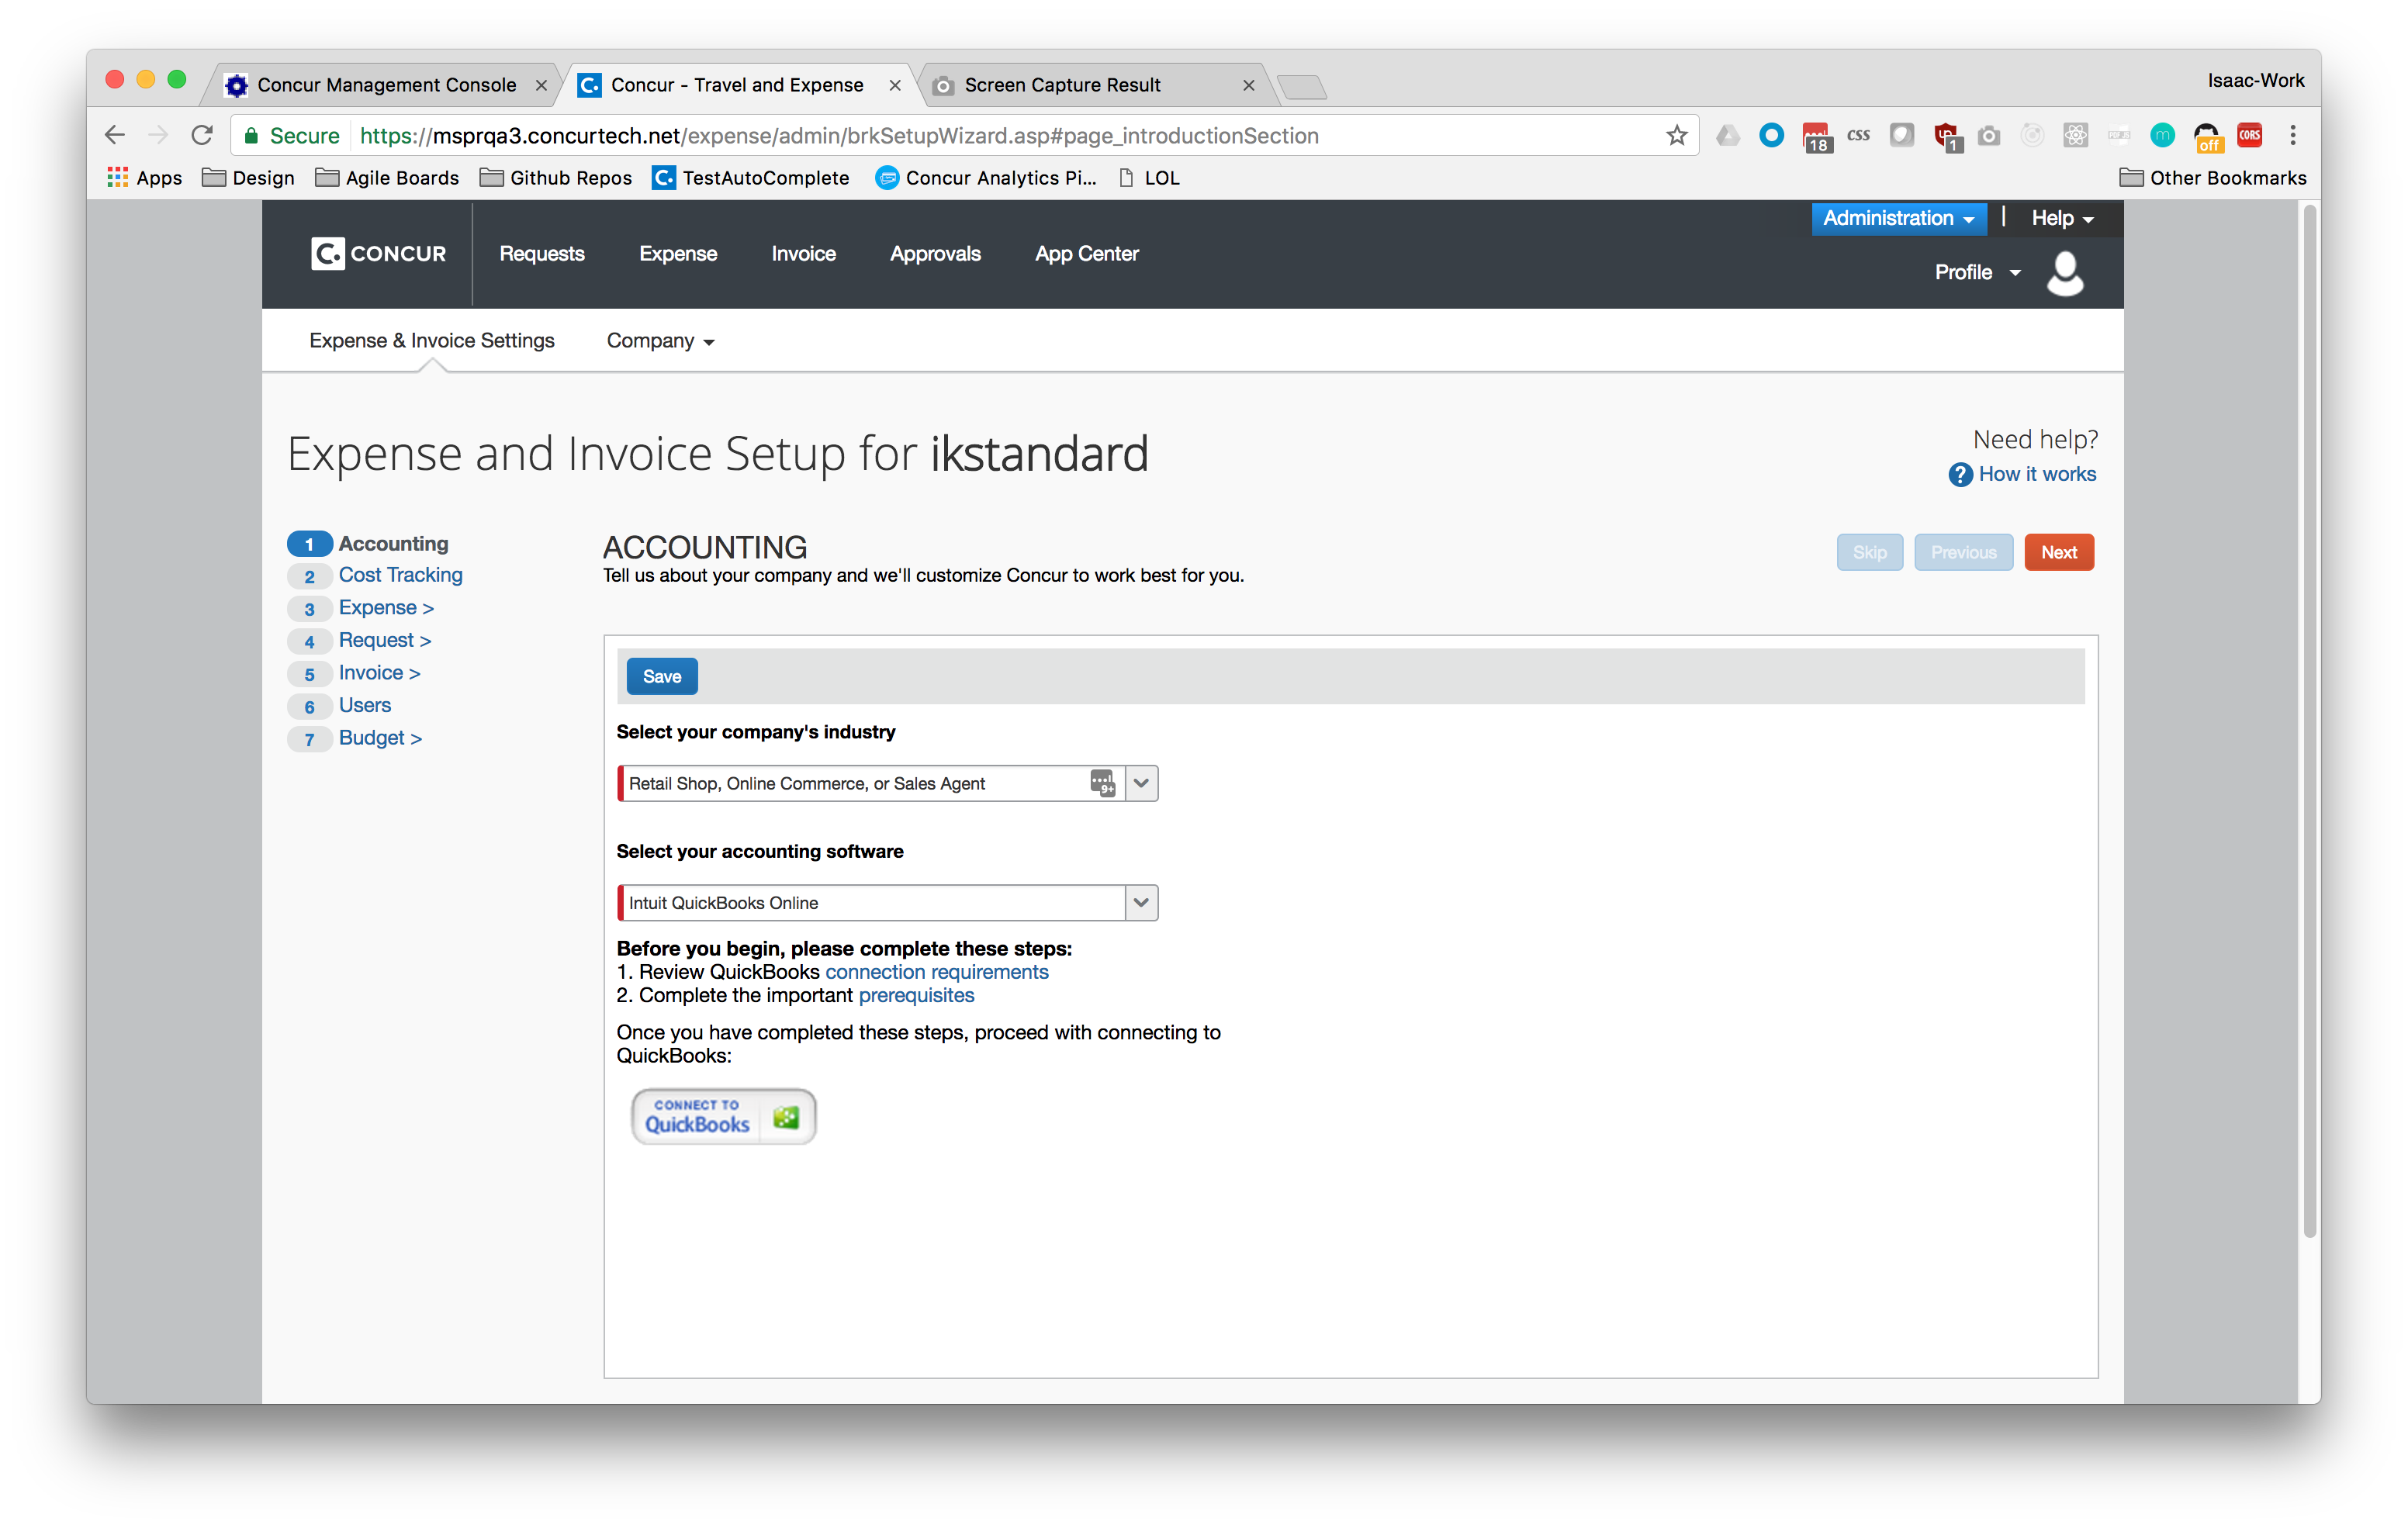 Concur Management Console
Concur - Travel and Expense
Screen Capture Result
Isaac-Work
Secure
https://msprqa3.concurtech.net/expense/admin/brkSetupWizard.asp#page_introductionSection
18
css
1
m
off
CORS
Apps
Design
Agile Boards
Github Repos
TestAutoComplete
Concur Analytics Pi...
LOL
Other Bookmarks
Administration
Help
C. CONCUR
Requests
Expense
Invoice
Approvals
App Center
Profile
Expense & Invoice Settings
Company
Expense and Invoice Setup for ikstandard
Need help?
? How it works
1 Accounting
2 Cost Tracking
3 Expense >
4 Request >
5 Invoice >
6 Users
7 Budget >
ACCOUNTING
Tell us about your company and we'll customize Concur to work best for you.
Skip
Previous
Next
Save
Select your company's industry
Retail Shop, Online Commerce, or Sales Agent
9+
Select your accounting software
Intuit QuickBooks Online
Before you begin, please complete these steps:
1. Review QuickBooks connection requirements
2. Complete the important prerequisites
Once you have completed these steps, proceed with connecting to
QuickBooks:
CONNECT TO
QuickBooks